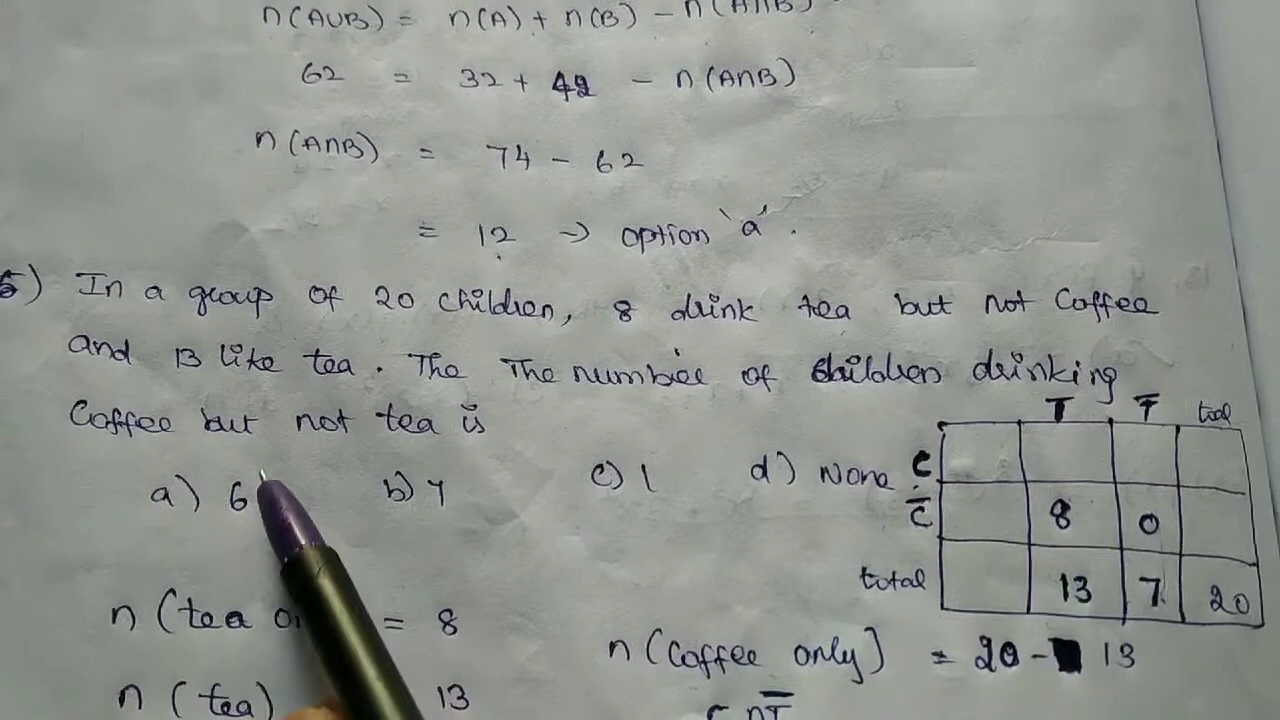 n(A∪B) = n(A) + n(B) - n(A∩B)
62 = 32 + 42 - n(A∩B)
n(A∩B) = 74 - 62
= 12 → option 'a'.
5) In a group of 20 children, 8 drink tea but not Coffee
and 13 like tea. The The number of children drinking
Coffee but not tea is
a) 6 b) 7 c) 1 d) None
T T̅ total
C
C̅ 8 0
total 13 7 20
n (tea = 8
n (Coffee only) = 20 - 13
n (tea) 13
C∩T̅